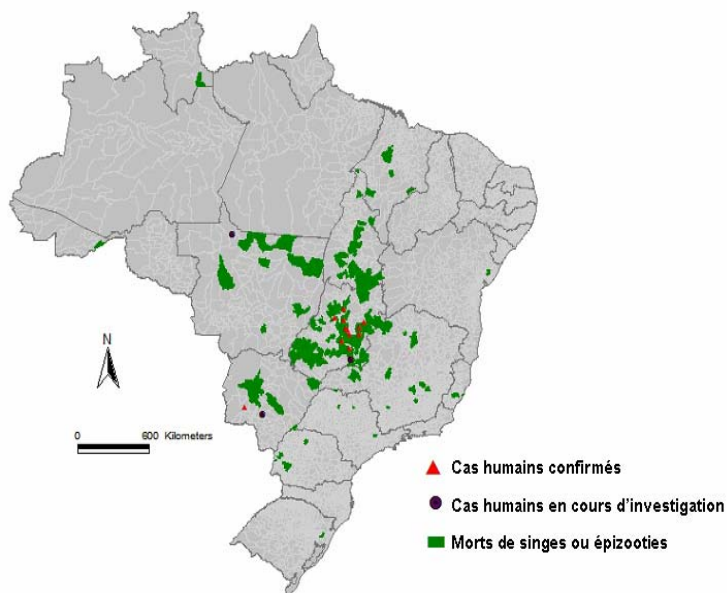 N
0 600 Kilometers
Cas humains confirmés
Cas humains en cours d'investigation
Morts de singes ou épizooties